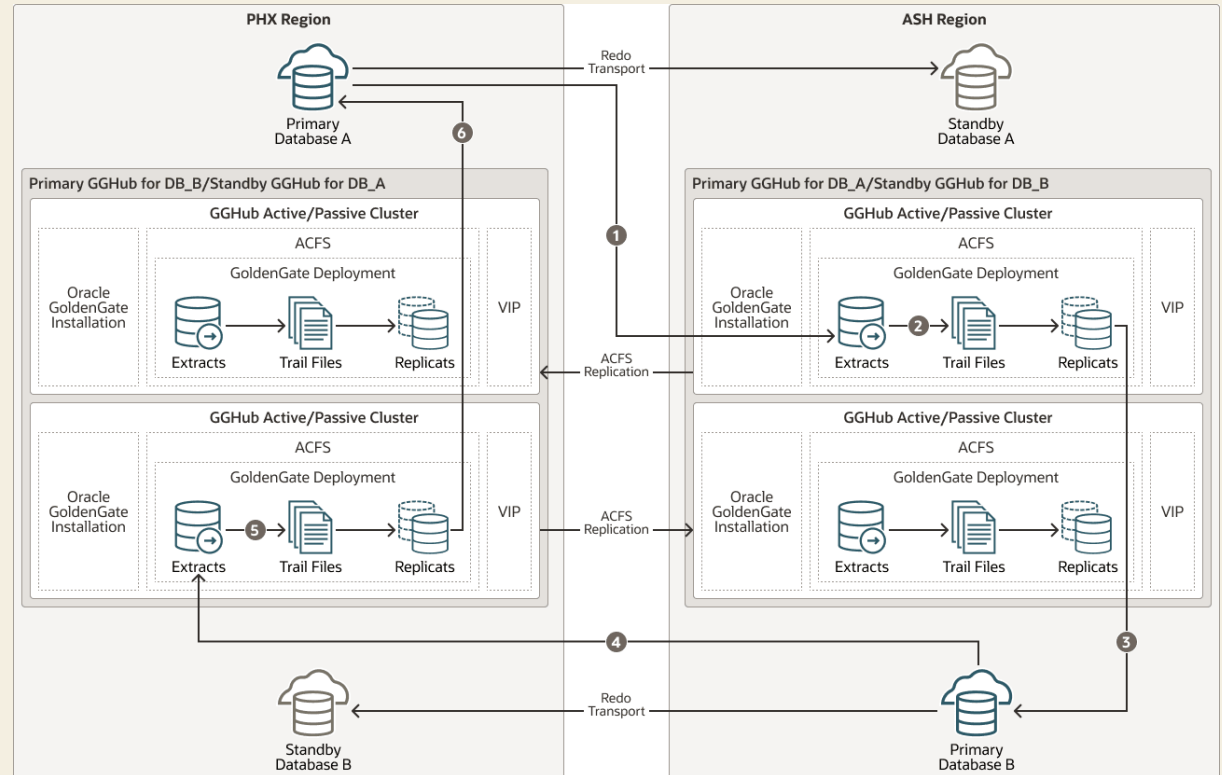 PHX Region
ASH Region
Redo
Transport
Primary
Database A
Standby
Database A
6
Primary GGHub for DB_B/Standby GGHub for DB_A
GGHub Active/Passive Cluster
ACFS
GoldenGate Deployment
Oracle
GoldenGate
Installation
Extracts
Trail Files
Replicats
VIP
1
ACFS
Replication
Primary GGHub for DB_A/Standby GGHub for DB_B
GGHub Active/Passive Cluster
ACFS
GoldenGate Deployment
Oracle
GoldenGate
Installation
2
Extracts
Trail Files
Replicats
VIP
GGHub Active/Passive Cluster
ACFS
GoldenGate Deployment
Oracle
GoldenGate
Installation
5
Extracts
Trail Files
Replicats
VIP
ACFS
Replication
GGHub Active/Passive Cluster
ACFS
GoldenGate Deployment
Oracle
GoldenGate
Installation
Extracts
Trail Files
Replicats
VIP
4
3
Redo
Transport
Standby
Database B
Primary
Database B